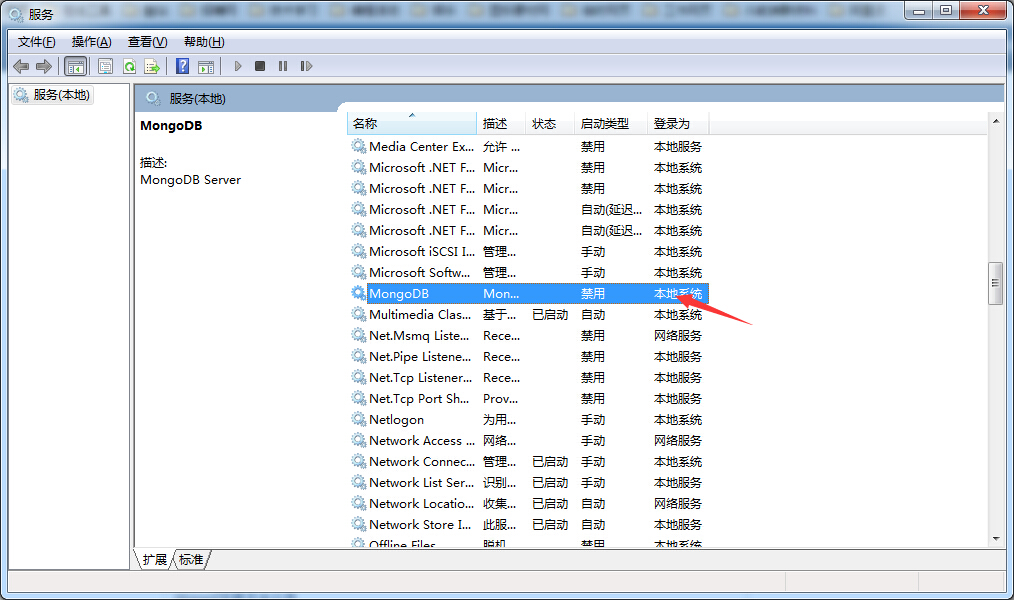 服务
文件(F) 操作(A) 查看(V) 帮助(H)
服务(本地)
服务(本地)
MongoDB
描述:
MongoDB Server
名称 描述 状态 启动类型 登录为
Media Center Ex... 允许 ... 禁用 本地服务
Microsoft .NET F... Micr... 禁用 本地系统
Microsoft .NET F... Micr... 禁用 本地系统
Microsoft .NET F... Micr... 自动(延迟... 本地系统
Microsoft .NET F... Micr... 自动(延迟... 本地系统
Microsoft iSCSI I... 管理... 手动 本地系统
Microsoft Softw... 管理... 手动 本地系统
MongoDB Mon... 禁用 本地系统
Multimedia Clas... 基于... 已启动 自动 本地系统
Net.Msmq Liste... Rece... 禁用 网络服务
Net.Pipe Listene... Rece... 禁用 本地服务
Net.Tcp Listener... Rece... 禁用 本地服务
Net.Tcp Port Sh... Prov... 禁用 本地服务
Netlogon 为用... 手动 本地系统
Network Access ... 网络... 手动 网络服务
Network Connec... 管理... 已启动 手动 本地系统
Network List Ser... 识别... 已启动 手动 本地服务
Network Locatio... 收集... 已启动 自动 网络服务
Network Store I... 此服... 已启动 自动 本地服务
Offline Files 脱机... 禁用 本地系统
扩展 标准